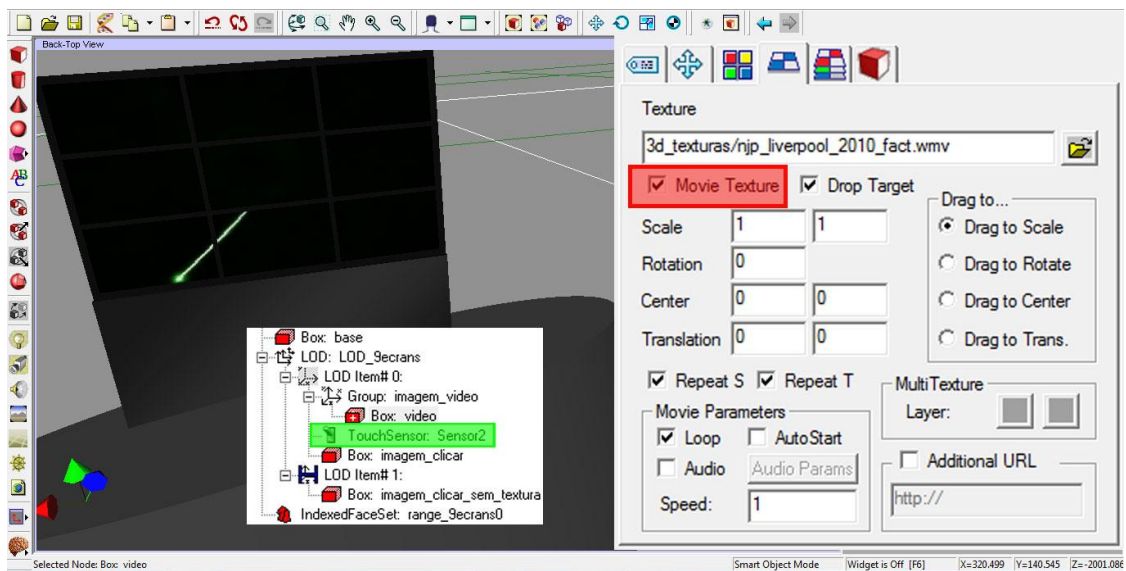 Back-Top View
AB
C
Texture
3d_texturas/njp_liverpool_2010_fact.wmv
Movie Texture Drop Target
Drag to...
Scale 1 1 Drag to Scale
Rotation 0 Drag to Rotate
Center 0 0 Drag to Center
Translation 0 0 Drag to Trans.
Repeat S Repeat T
MultiTexture
Layer:
Movie Parameters
Loop AutoStart
Audio Audio Params
Speed: 1
Additional URL
http://
Box: base
LOD: LOD_9ecrans
LOD Item# 0:
Group: imagem_video
Box: video
TouchSensor: Sensor2
Box: imagem_clicar
LOD Item# 1:
Box: imagem_clicar_sem_textura
IndexedFaceSet: range_9ecrans0
Selected Node: Box: video Smart Object Mode Widget is Off [F6] X=320.499 Y=140.545 Z=-2001.086